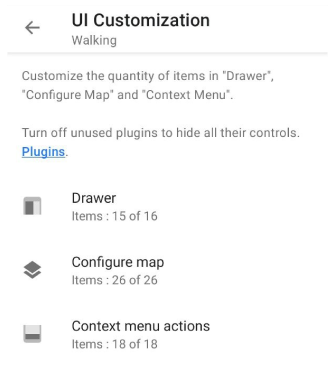 UI Customization
Walking
Customize the quantity of items in "Drawer",
"Configure Map" and "Context Menu".
Turn off unused plugins to hide all their controls.
Plugins.
Drawer
Items : 15 of 16
Configure map
Items : 26 of 26
Context menu actions
Items : 18 of 18